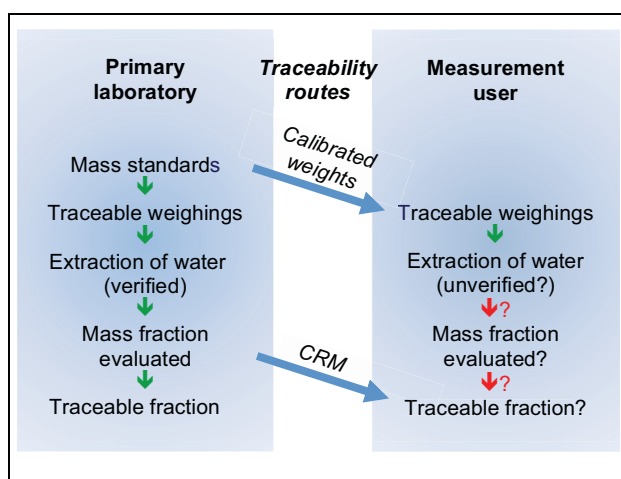 Primary
laboratory
Mass standards
Traceable weighings
Extraction of water
(verified)
Mass fraction
evaluated
Traceable fraction
Traceability
routes
Calibrated
weights
CRM
Measurement
user
Traceable weighings
Extraction of water
(unverified?)
?
Mass fraction
evaluated?
?
Traceable fraction?